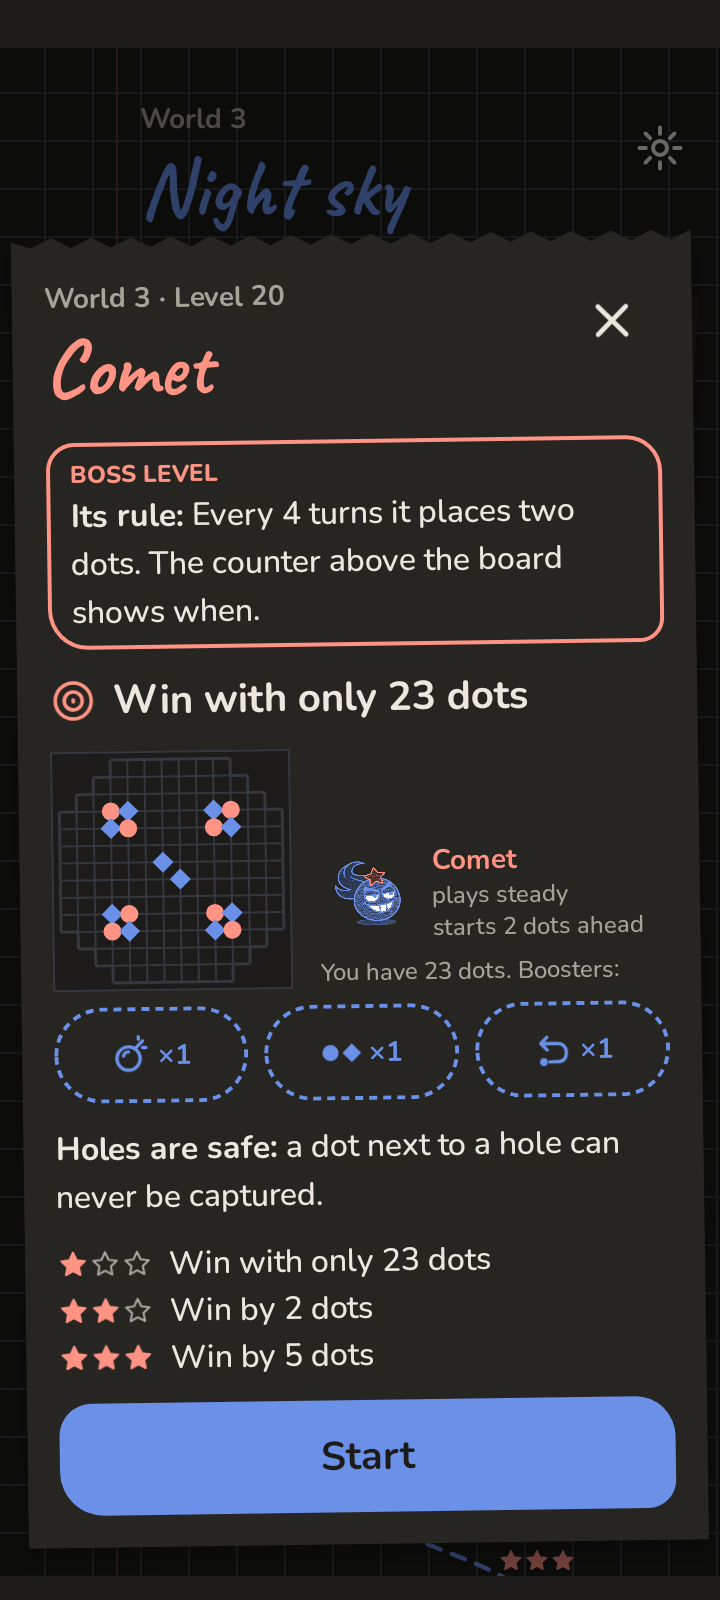 World 3
Night sky
World 3 · Level 20
Comet
BOSS LEVEL
Its rule: Every 4 turns it places two
dots. The counter above the board
shows when.
Win with only 23 dots
Comet
plays steady
starts 2 dots ahead
You have 23 dots. Boosters:
×1
×1
×1
Holes are safe: a dot next to a hole can
never be captured.
Win with only 23 dots
Win by 2 dots
Win by 5 dots
Start